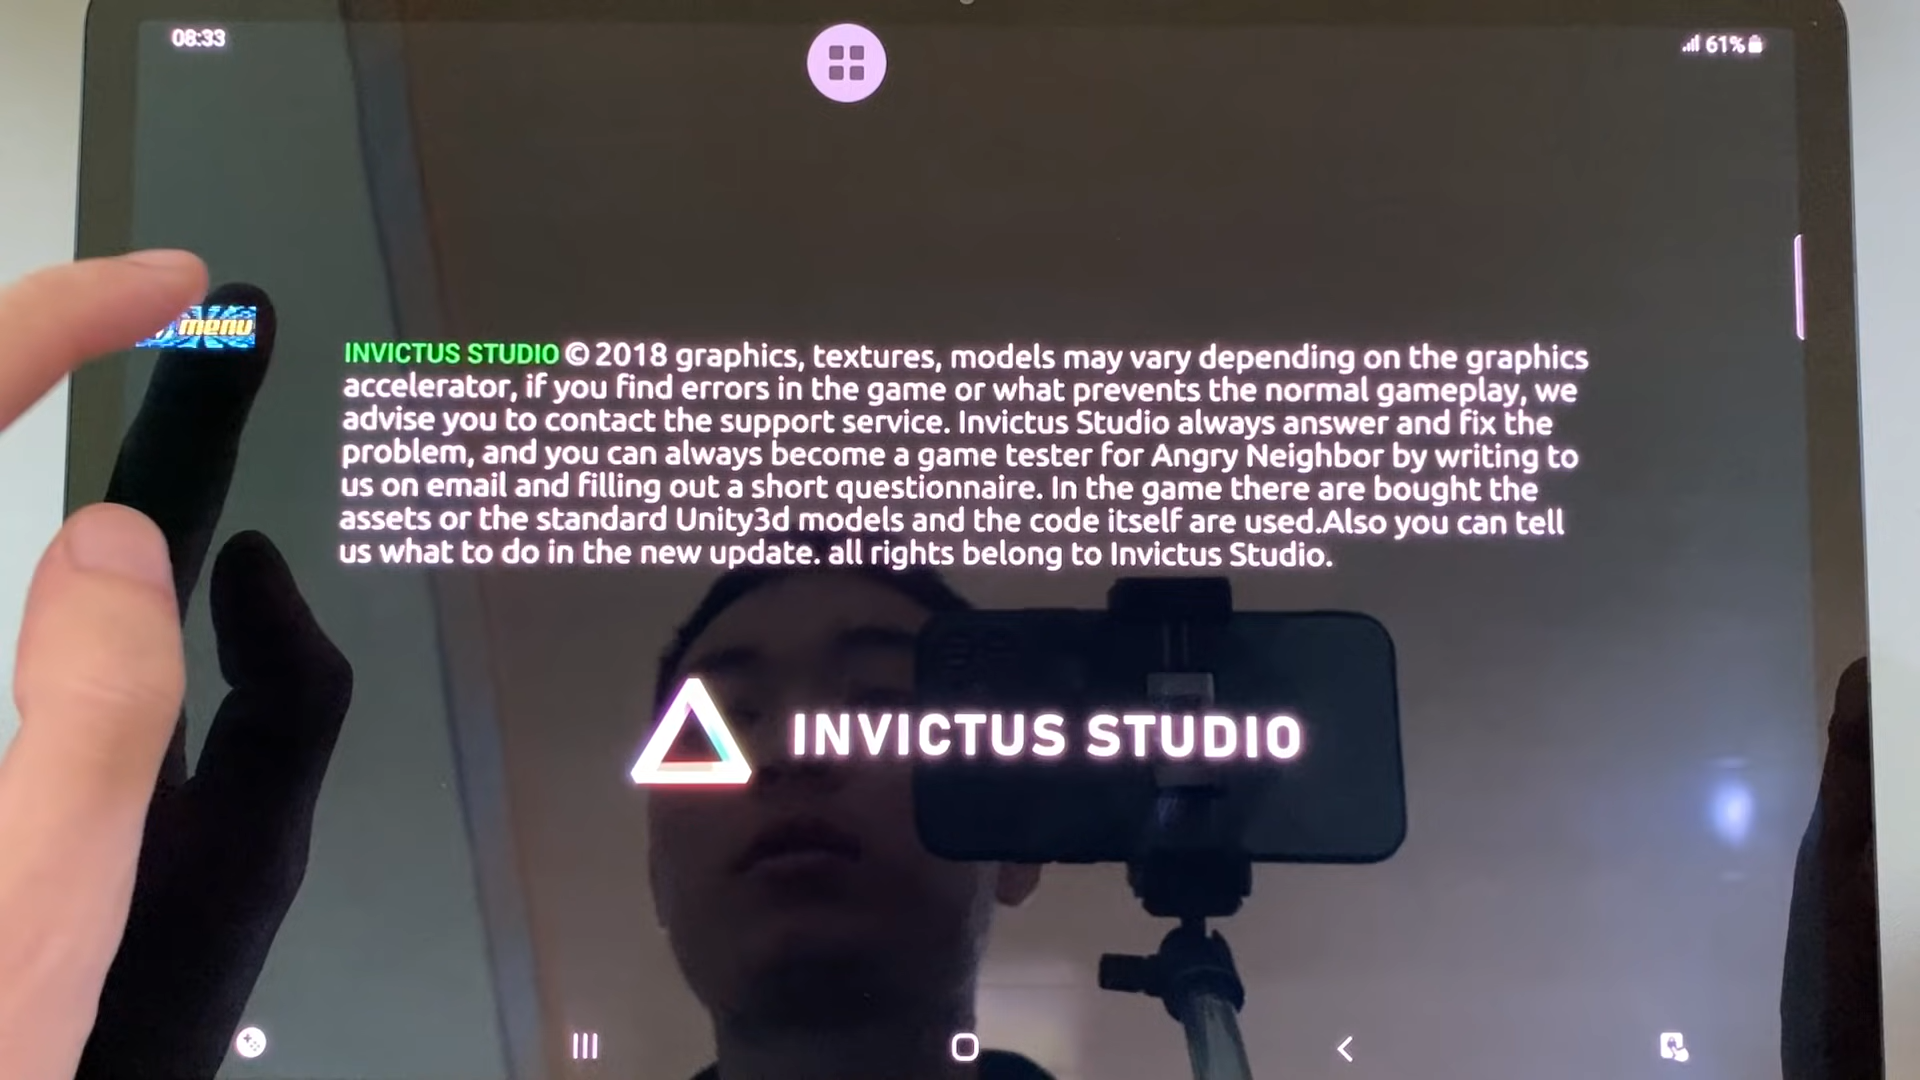 08:33
61%
menu
INVICTUS STUDIO © 2018 graphics, textures, models may vary depending on the graphics
accelerator, if you find errors in the game or what prevents the normal gameplay, we
advise you to contact the support service. Invictus Studio always answer and fix the
problem, and you can always become a game tester for Angry Neighbor by writing to
us on email and filling out a short questionnaire. In the game there are bought the
assets or the standard Unity3d models and the code itself are used.Also you can tell
us what to do in the new update. all rights belong to Invictus Studio.
INVICTUS STUDIO